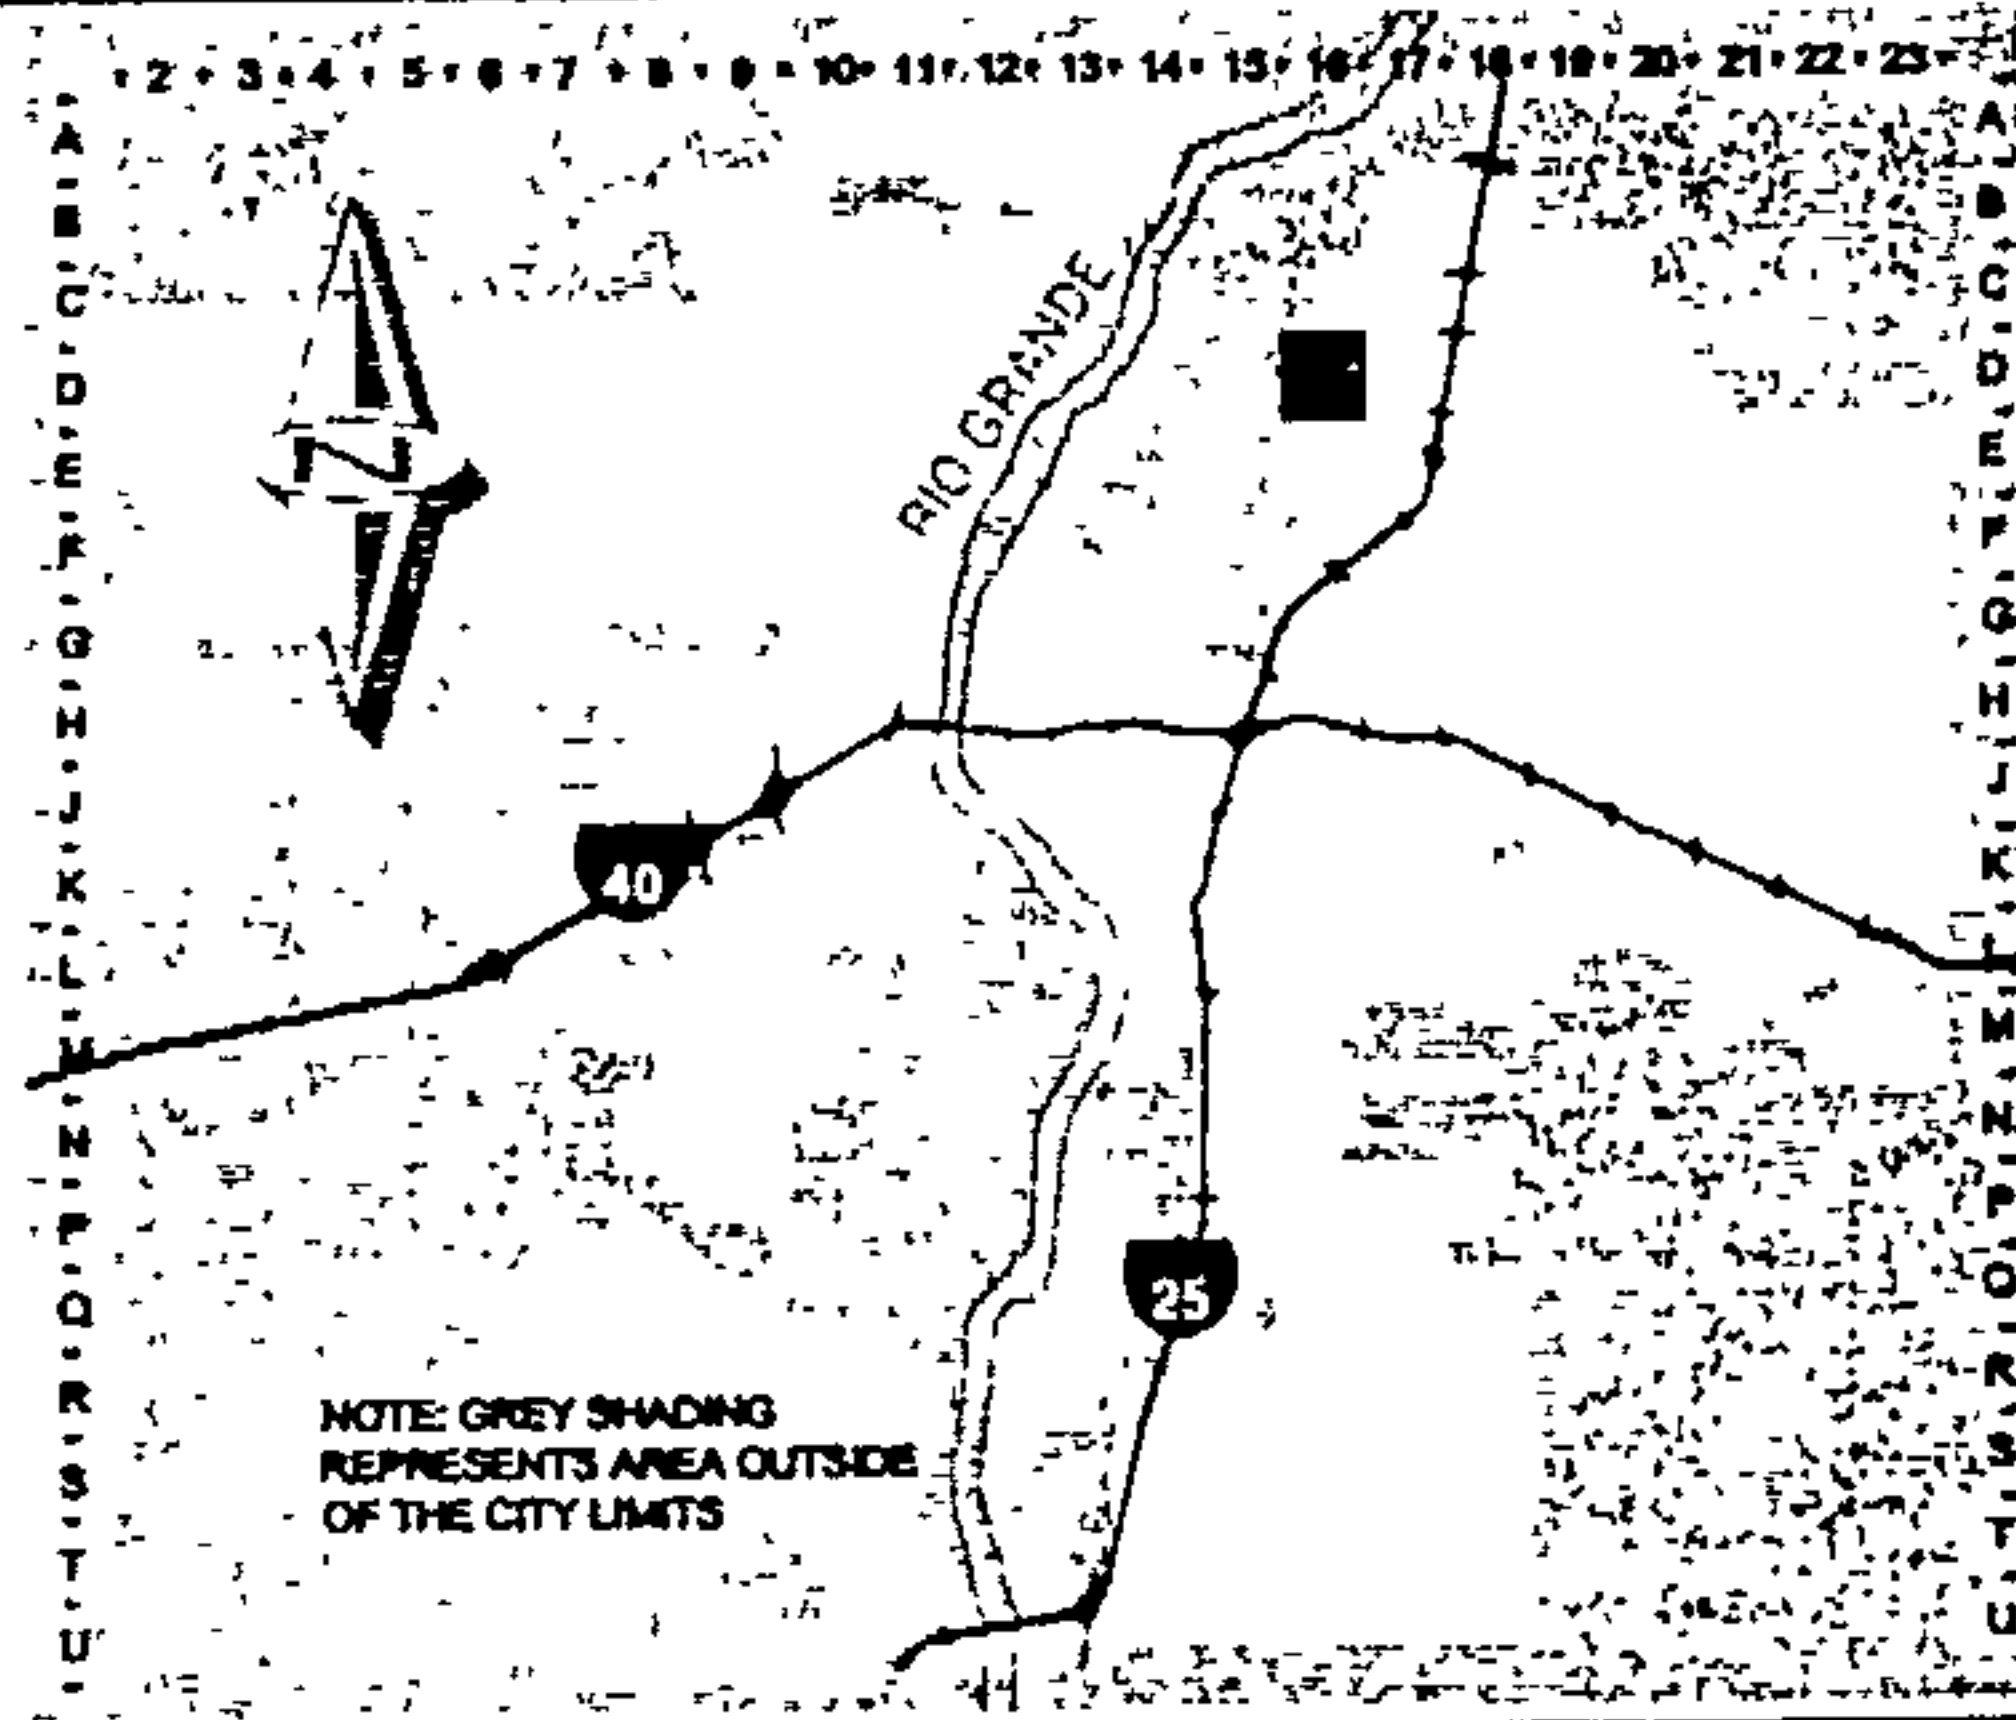 2 3 4 5 6 7 8 9 10 11 12 13 14 15 16 17 18 19 20 21 22 23
A A
B B
C C
RIO GRANDE
D D
E E
N
F F
G G
H H
J J
K K
40
L L
M M
N N
P P
25
Q Q
R R
NOTE: GREY SHADING
REPRESENTS AREA OUTSIDE
OF THE CITY LIMITS
S S
T T
U U